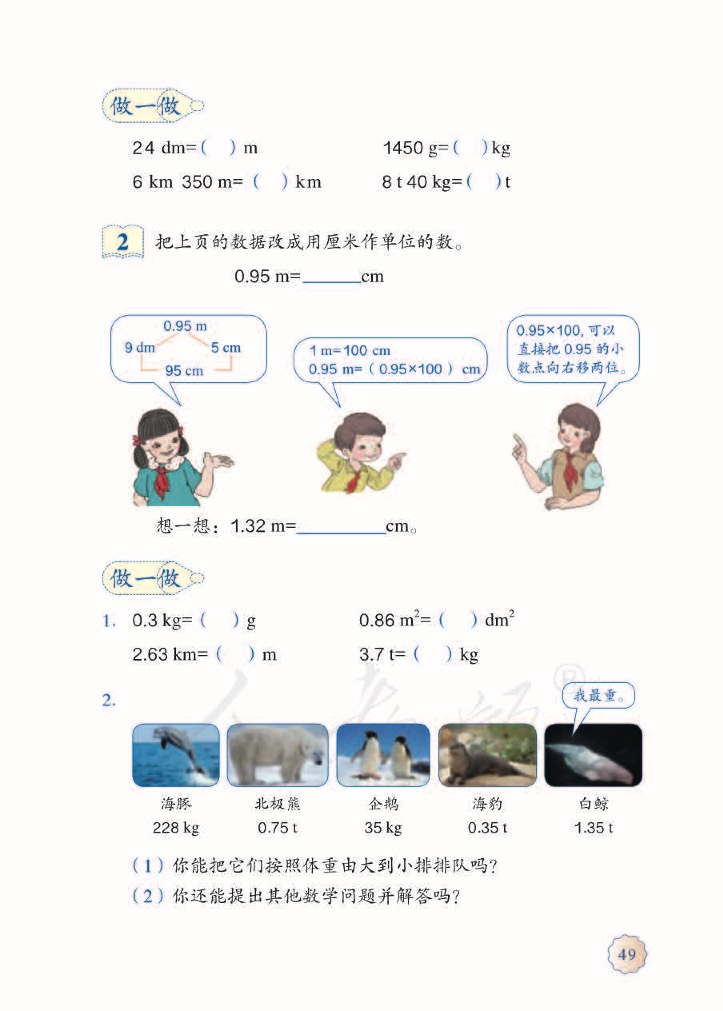 做一做
24 dm=(  ) m 1450 g=(  )kg
6 km 350 m= (  ) km 8 t 40 kg=(  )t
2 把上页的数据改成用厘米作单位的数。
0.95 m=______cm
0.95 m
9 dm 5 cm
95 cm
1 m=100 cm
0.95 m=( 0.95×100 ) cm
0.95×100,可以
直接把 0.95 的小
数点向右移两位。
想一想：1.32 m=_________cm。
做一做
1. 0.3 kg= (  ) g 0.86 m²= (  ) dm²
2.63 km= (  ) m 3.7 t= (  ) kg
2.
我最重。
海豚 北极熊 企鹅 海豹 白鲸
228 kg 0.75 t 35 kg 0.35 t 1.35 t
(1) 你能把它们按照体重由大到小排排队吗?
(2) 你还能提出其他数学问题并解答吗?
49